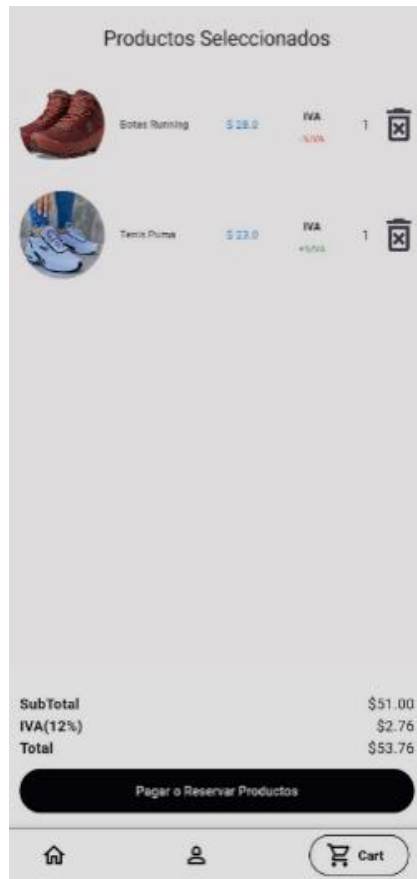 Productos Seleccionados
Botas Running $ 28.0 IVA 1
Tenis Puma $ 23.0 IVA 1
SubTotal $51.00
IVA(12%) $2.76
Total $53.76
Pagar o Reservar Productos
Cart